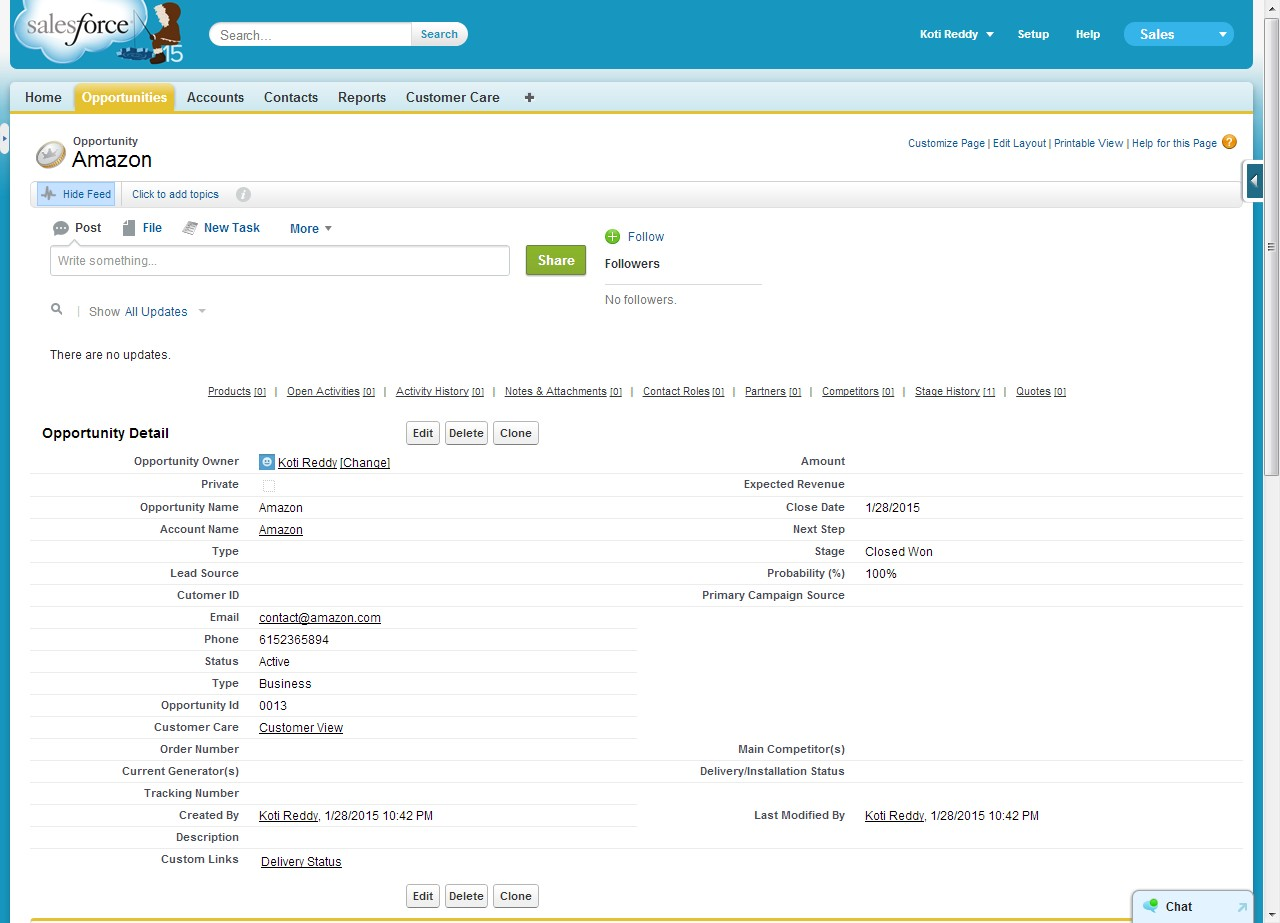 salesforce
15
Search...
Search
Koti Reddy
Setup
Help
Sales
Home
Opportunities
Accounts
Contacts
Reports
Customer Care
Opportunity
Amazon
Customize Page | Edit Layout | Printable View | Help for this Page ?
Hide Feed
Click to add topics
i
Post
File
New Task
More
Write something...
Share
Follow
Followers
No followers.
Show All Updates
There are no updates.
Products [0] | Open Activities [0] | Activity History [0] | Notes & Attachments [0] | Contact Roles [0] | Partners [0] | Competitors [0] | Stage History [1] | Quotes [0]
Opportunity Detail
Edit
Delete
Clone
Opportunity Owner Koti Reddy [Change] Amount
Private Expected Revenue
Opportunity Name Amazon Close Date 1/28/2015
Account Name Amazon Next Step
Type Stage Closed Won
Lead Source Probability (%) 100%
Cutomer ID Primary Campaign Source
Email contact@amazon.com
Phone 6152365894
Status Active
Type Business
Opportunity Id 0013
Customer Care Customer View
Order Number Main Competitor(s)
Current Generator(s) Delivery/Installation Status
Tracking Number
Created By Koti Reddy, 1/28/2015 10:42 PM Last Modified By Koti Reddy, 1/28/2015 10:42 PM
Description
Custom Links Delivery Status
Edit
Delete
Clone
Chat